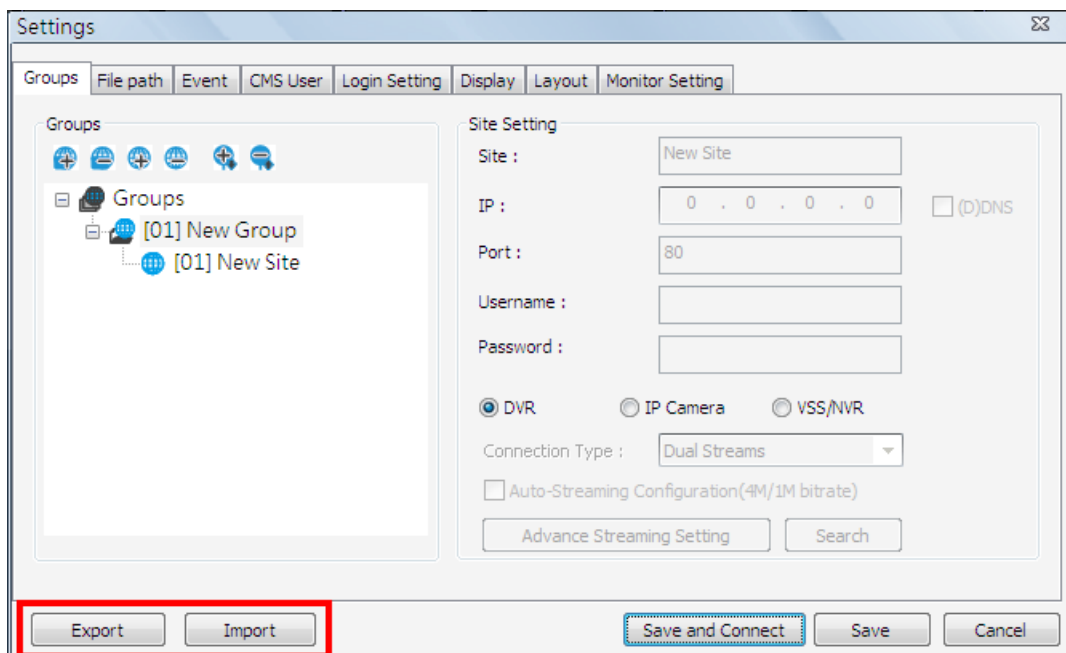 Settings
Groups File path Event CMS User Login Setting Display Layout Monitor Setting
Groups
Groups
[01] New Group
[01] New Site
Site Setting
Site : New Site
IP : 0 . 0 . 0 . 0 (D)DNS
Port : 80
Username :
Password :
DVR IP Camera VSS/NVR
Connection Type : Dual Streams
Auto-Streaming Configuration(4M/1M bitrate)
Advance Streaming Setting Search
Export Import Save and Connect Save Cancel